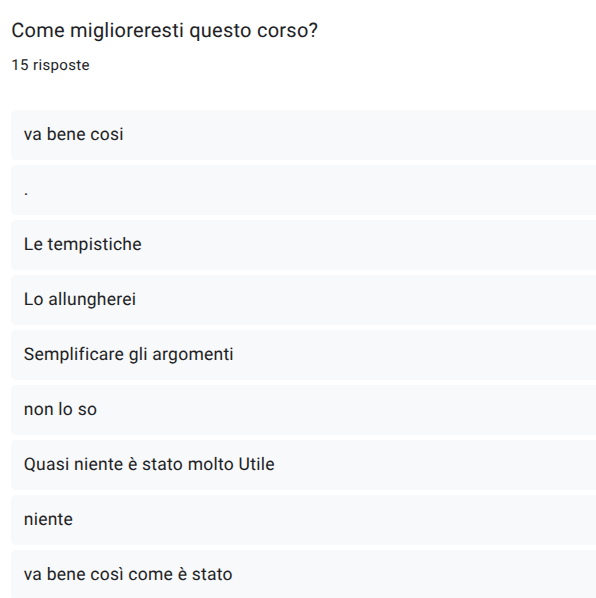 Come miglioreresti questo corso?
15 risposte
va bene cosi
.
Le tempistiche
Lo allungherei
Semplificare gli argomenti
non lo so
Quasi niente è stato molto Utile
niente
va bene così come è stato